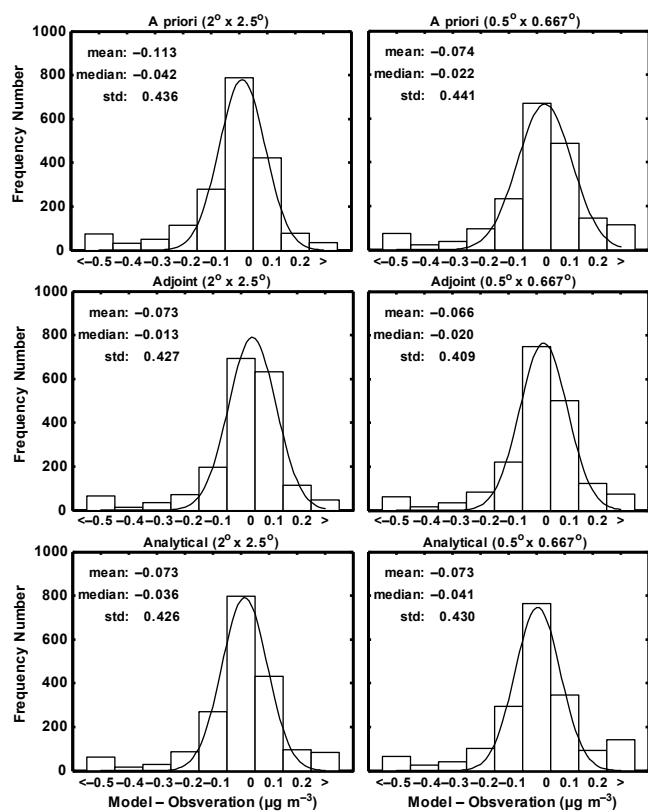 A priori (2° x 2.5°)
A priori (0.5° x 0.667°)
1000
800
600
400
200
0
Frequency Number
mean: −0.113
median: −0.042
std: 0.436
mean: −0.074
median: −0.022
std: 0.441
<−0.5 −0.4 −0.3 −0.2 −0.1 0 0.1 0.2 >
<−0.5 −0.4 −0.3 −0.2 −0.1 0 0.1 0.2 >
Adjoint (2° x 2.5°)
Adjoint (0.5° x 0.667°)
1000
800
600
400
200
0
Frequency Number
mean: −0.073
median: −0.013
std: 0.427
mean: −0.066
median: −0.020
std: 0.409
<−0.5 −0.4 −0.3 −0.2 −0.1 0 0.1 0.2 >
<−0.5 −0.4 −0.3 −0.2 −0.1 0 0.1 0.2 >
Analytical (2° x 2.5°)
Analytical (0.5° x 0.667°)
1000
800
600
400
200
0
Frequency Number
mean: −0.073
median: −0.036
std: 0.426
mean: −0.073
median: −0.041
std: 0.430
<−0.5 −0.4 −0.3 −0.2 −0.1 0 0.1 0.2 >
<−0.5 −0.4 −0.3 −0.2 −0.1 0 0.1 0.2 >
Model − Obsveration (μg m⁻³)
Model − Obsveration (μg m⁻³)